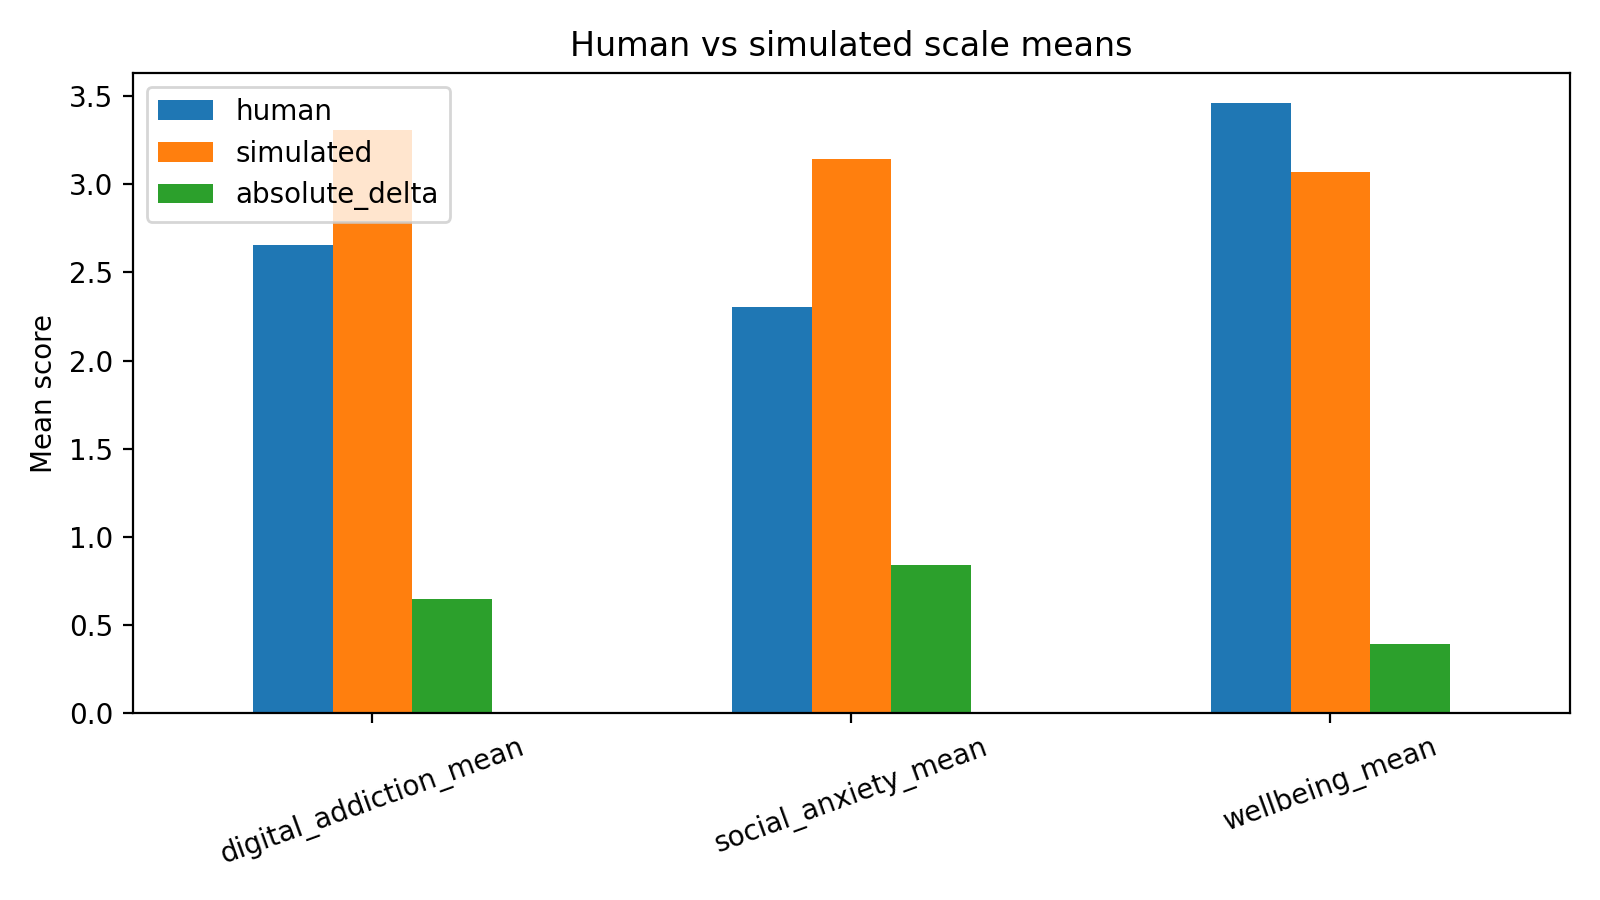 Human vs simulated scale means
human
simulated
absolute_delta
Mean score
3.5
3.0
2.5
2.0
1.5
1.0
0.5
0.0
digital_addiction_mean
social_anxiety_mean
wellbeing_mean